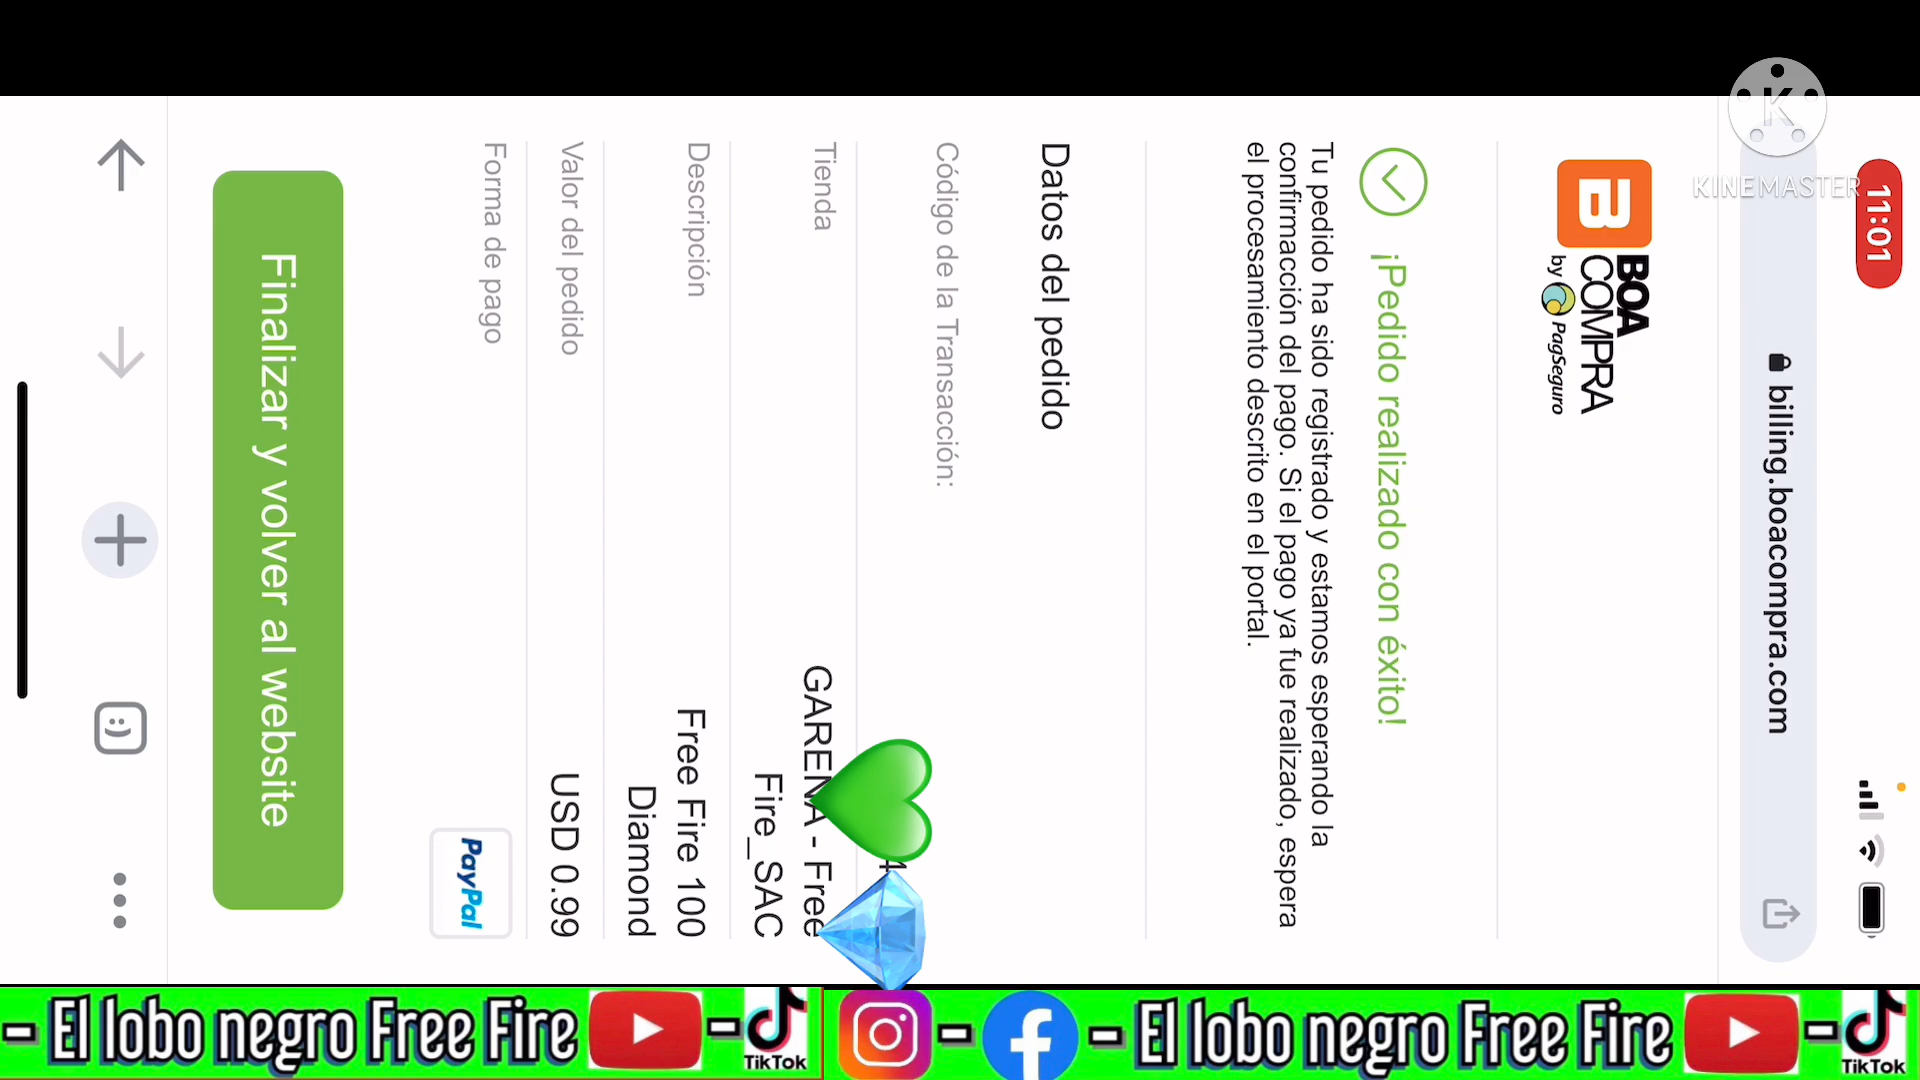 11:01
billing.boacompra.com
KINEMASTER
BOA
COMPRA
by PagSeguro
¡Pedido realizado con éxito!
Tu pedido ha sido registrado y estamos esperando la
confirmacción del pago. Si el pago ya fue realizado, espera
el procesamiento descrito en el portal.
Datos del pedido
Código de la Transacción:
Tienda
GARENA - Free
Fire_SAC
Descripción
Free Fire 100
Diamond
Valor del pedido
USD 0.99
Forma de pago
PayPal
Finalizar y volver al website
- El lobo negro Free Fire - TikTok - - El lobo negro Free Fire - TikTok